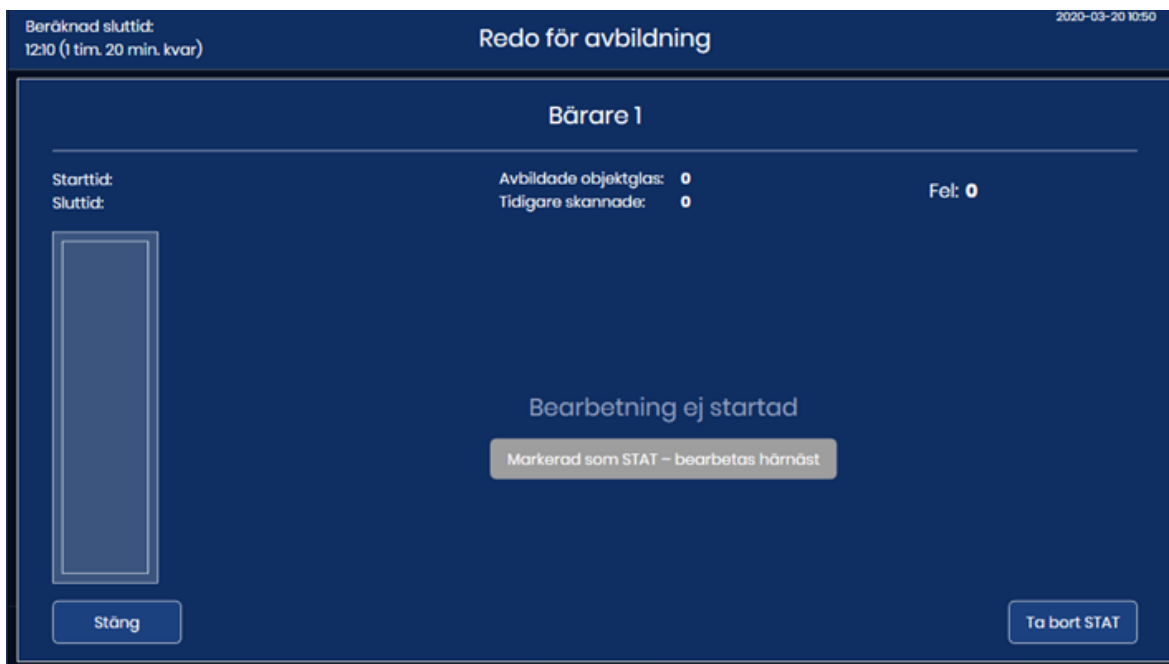 Beräknad sluttid:
12:10 (1 tim. 20 min. kvar)
Redo för avbildning
2020-03-20 10:50
Bärare 1
Starttid:
Sluttid:
Avbildade objektglas: 0
Tidigare skannade: 0
Fel: 0
Bearbetning ej startad
Markerad som STAT – bearbetas härnäst
Stäng
Ta bort STAT